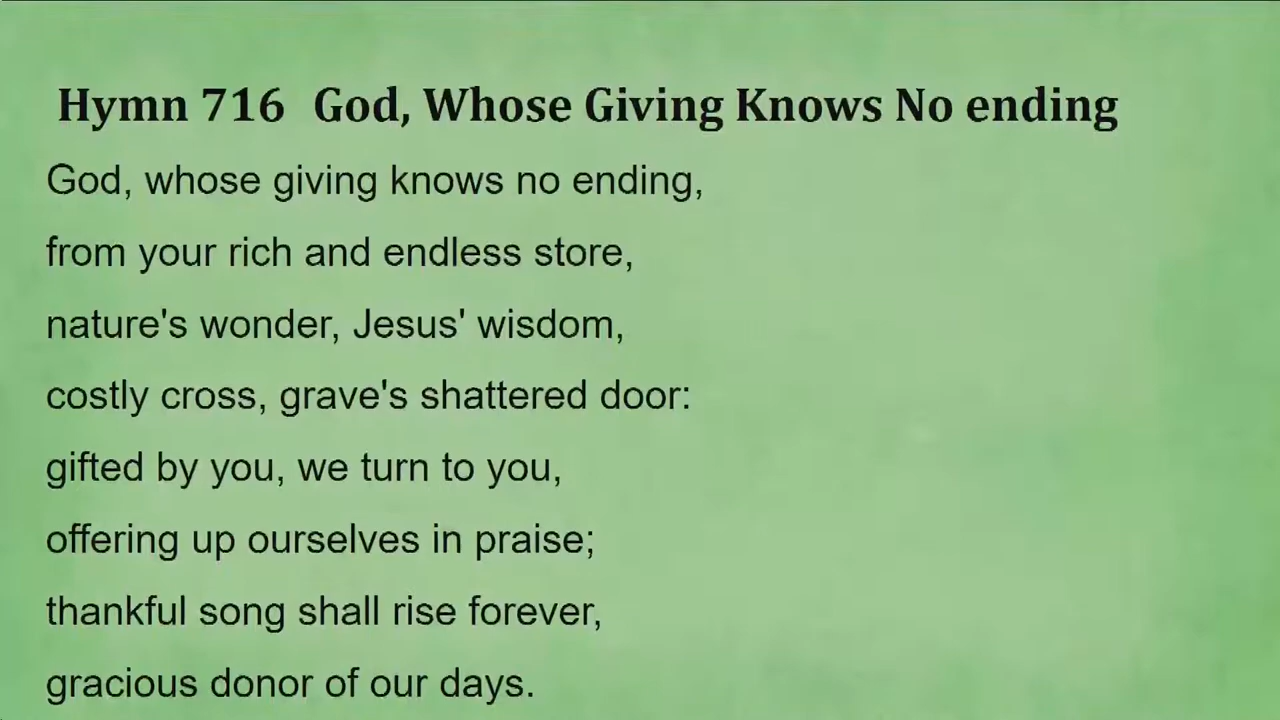 Hymn 716 God, Whose Giving Knows No ending
God, whose giving knows no ending,
from your rich and endless store,
nature's wonder, Jesus' wisdom,
costly cross, grave's shattered door:
gifted by you, we turn to you,
offering up ourselves in praise;
thankful song shall rise forever,
gracious donor of our days.